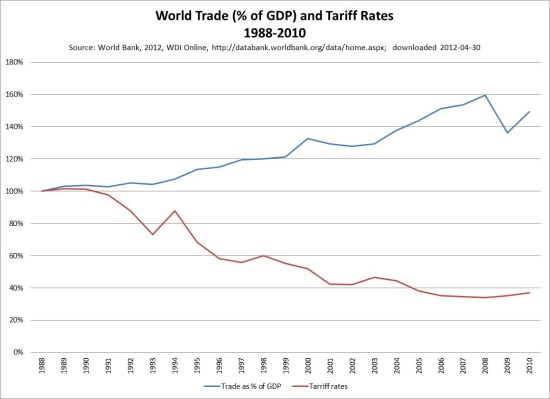 World Trade (% of GDP) and Tariff Rates
1988-2010
Source: World Bank, 2012, WDI Online, http://databank.worldbank.org/data/home.aspx; downloaded 2012-04-30
180%
160%
140%
120%
100%
80%
60%
40%
20%
0%
1988 1989 1990 1991 1992 1993 1994 1995 1996 1997 1998 1999 2000 2001 2002 2003 2004 2005 2006 2007 2008 2009 2010
Trade as % of GDP Tarriff rates